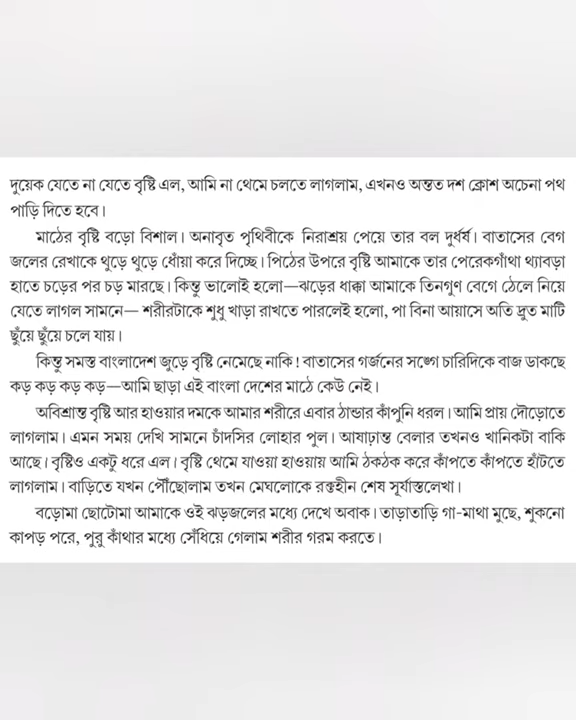 দুয়েক যেতে না যেতে বৃষ্টি এল, আমি না থেমে চলতে লাগলাম, এখনও অন্তত দশ ক্রোশ অচেনা পথ
পাড়ি দিতে হবে।
মাঠের বৃষ্টি বড়ো বিশাল। অনাবৃত পৃথিবীকে নিরাশ্রয় পেয়ে তার বল দুর্ধর্ষ। বাতাসের বেগ
জলের রেখাকে থুড়ে থুড়ে ধোঁয়া করে দিচ্ছে। পিঠের উপরে বৃষ্টি আমাকে তার পেরেকগাঁথা থ্যাবড়া
হাতে চড়ের পর চড় মারছে। কিন্তু ভালোই হলো—ঝড়ের ধাক্কা আমাকে তিনগুণ বেগে ঠেলে নিয়ে
যেতে লাগল সামনে— শরীরটাকে শুধু খাড়া রাখতে পারলেই হলো, পা বিনা আয়াসে অতি দ্রুত মাটি
ছুঁয়ে ছুঁয়ে চলে যায়।
কিন্তু সমস্ত বাংলাদেশ জুড়ে বৃষ্টি নেমেছে নাকি! বাতাসের গর্জনের সঙ্গে চারিদিকে বাজ ডাকছে
কড় কড় কড় কড়—আমি ছাড়া এই বাংলা দেশের মাঠে কেউ নেই।
অবিশ্রান্ত বৃষ্টি আর হাওয়ার দমকে আমার শরীরে এবার ঠান্ডার কাঁপুনি ধরল। আমি প্রায় দৌড়োতে
লাগলাম। এমন সময় দেখি সামনে চাঁদসির লোহার পুল। আষাঢ়ান্ত বেলার তখনও খানিকটা বাকি
আছে। বৃষ্টিও একটু ধরে এল। বৃষ্টি থেমে যাওয়া হাওয়ায় আমি ঠকঠক করে কাঁপতে কাঁপতে হাঁটতে
লাগলাম। বাড়িতে যখন পৌঁছোলাম তখন মেঘলোকে রক্তহীন শেষ সূর্যাস্তলেখা।
বড়োমা ছোটোমা আমাকে ওই ঝড়জলের মধ্যে দেখে অবাক। তাড়াতাড়ি গা-মাথা মুছে, শুকনো
কাপড় পরে, পুরু কাঁথার মধ্যে সেঁধিয়ে গেলাম শরীর গরম করতে।